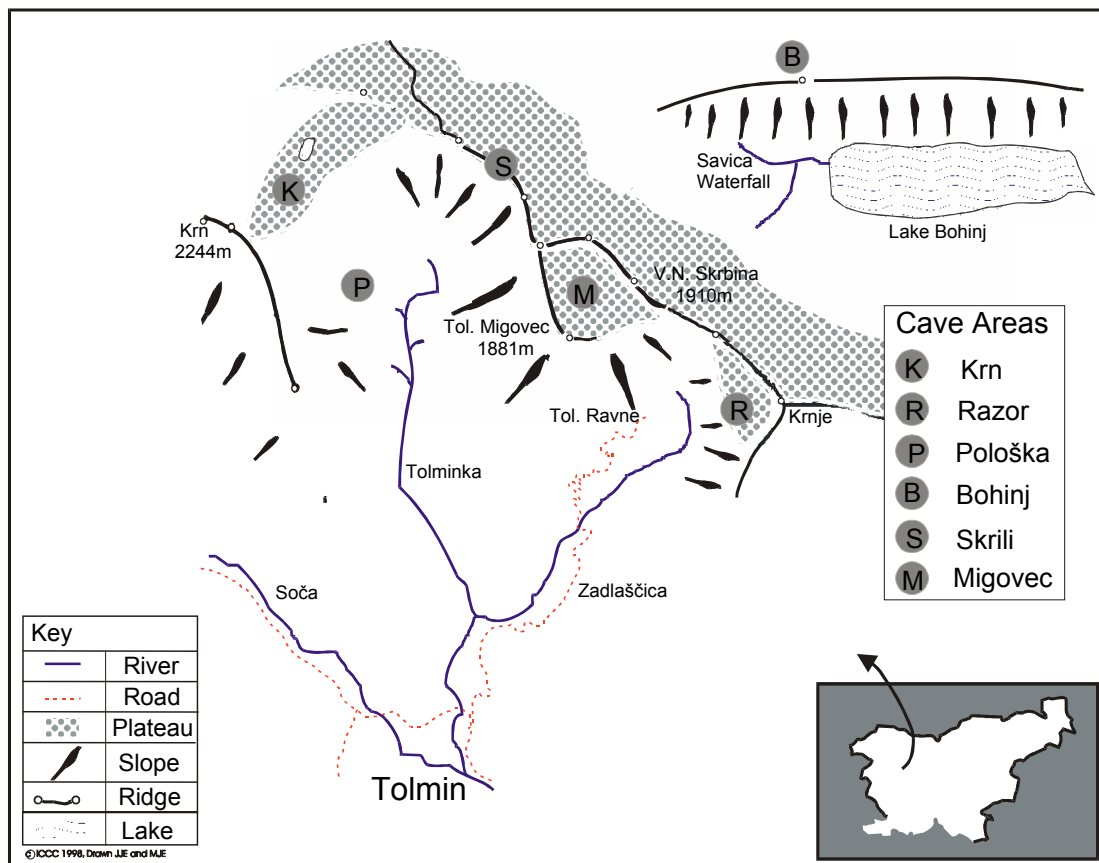 B
S
K
Savica
Waterfall
Lake Bohinj
Krn
2244m
P
V.N. Skrbina
1910m
M
Tol. Migovec
1881m
Cave Areas
K Krn
R Razor
P Pološka
B Bohinj
S Skrili
M Migovec
R
Tol. Ravne
Krnje
Tolminka
Soča
Zadlaščica
Tolmin
Key
River
Road
Plateau
Slope
Ridge
Lake
©ICCC 1998, Drawn JJE and MJE